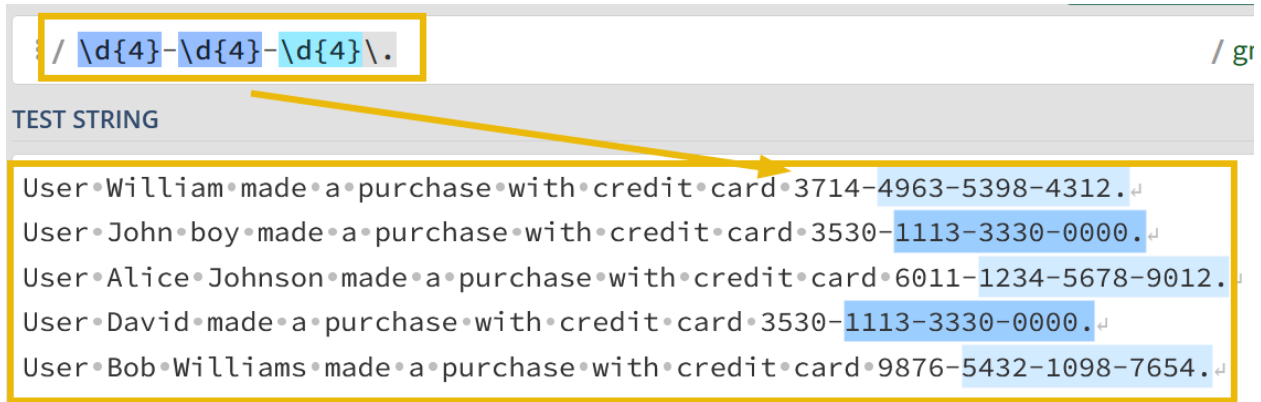 / \d{4}-\d{4}-\d{4}\. / gr
TEST STRING
User·William·made·a·purchase·with·credit·card·3714-4963-5398-4312.↵
User·John·boy·made·a·purchase·with·credit·card·3530-1113-3330-0000.↵
User·Alice·Johnson·made·a·purchase·with·credit·card·6011-1234-5678-9012.↵
User·David·made·a·purchase·with·credit·card·3530-1113-3330-0000.↵
User·Bob·Williams·made·a·purchase·with·credit·card·9876-5432-1098-7654.↵